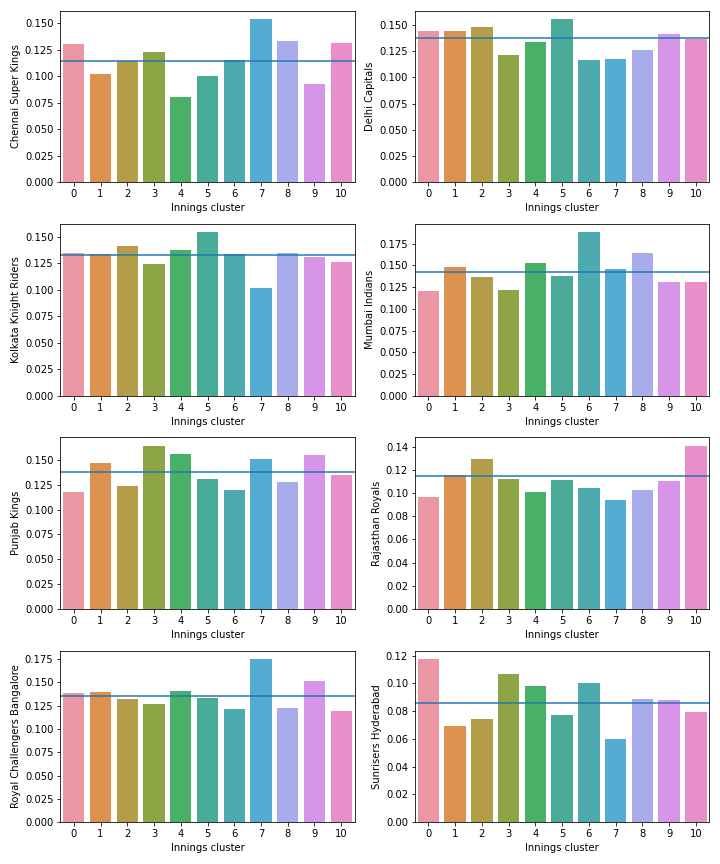 Chennai Super Kings
0.150
0.125
0.100
0.075
0.050
0.025
0.000
0 1 2 3 4 5 6 7 8 9 10
Innings cluster
Delhi Capitals
0.150
0.125
0.100
0.075
0.050
0.025
0.000
0 1 2 3 4 5 6 7 8 9 10
Innings cluster
Kolkata Knight Riders
0.150
0.125
0.100
0.075
0.050
0.025
0.000
0 1 2 3 4 5 6 7 8 9 10
Innings cluster
Mumbai Indians
0.175
0.150
0.125
0.100
0.075
0.050
0.025
0.000
0 1 2 3 4 5 6 7 8 9 10
Innings cluster
Punjab Kings
0.150
0.125
0.100
0.075
0.050
0.025
0.000
0 1 2 3 4 5 6 7 8 9 10
Innings cluster
Rajasthan Royals
0.14
0.12
0.10
0.08
0.06
0.04
0.02
0.00
0 1 2 3 4 5 6 7 8 9 10
Innings cluster
Royal Challengers Bangalore
0.175
0.150
0.125
0.100
0.075
0.050
0.025
0.000
0 1 2 3 4 5 6 7 8 9 10
Innings cluster
Sunrisers Hyderabad
0.12
0.10
0.08
0.06
0.04
0.02
0.00
0 1 2 3 4 5 6 7 8 9 10
Innings cluster